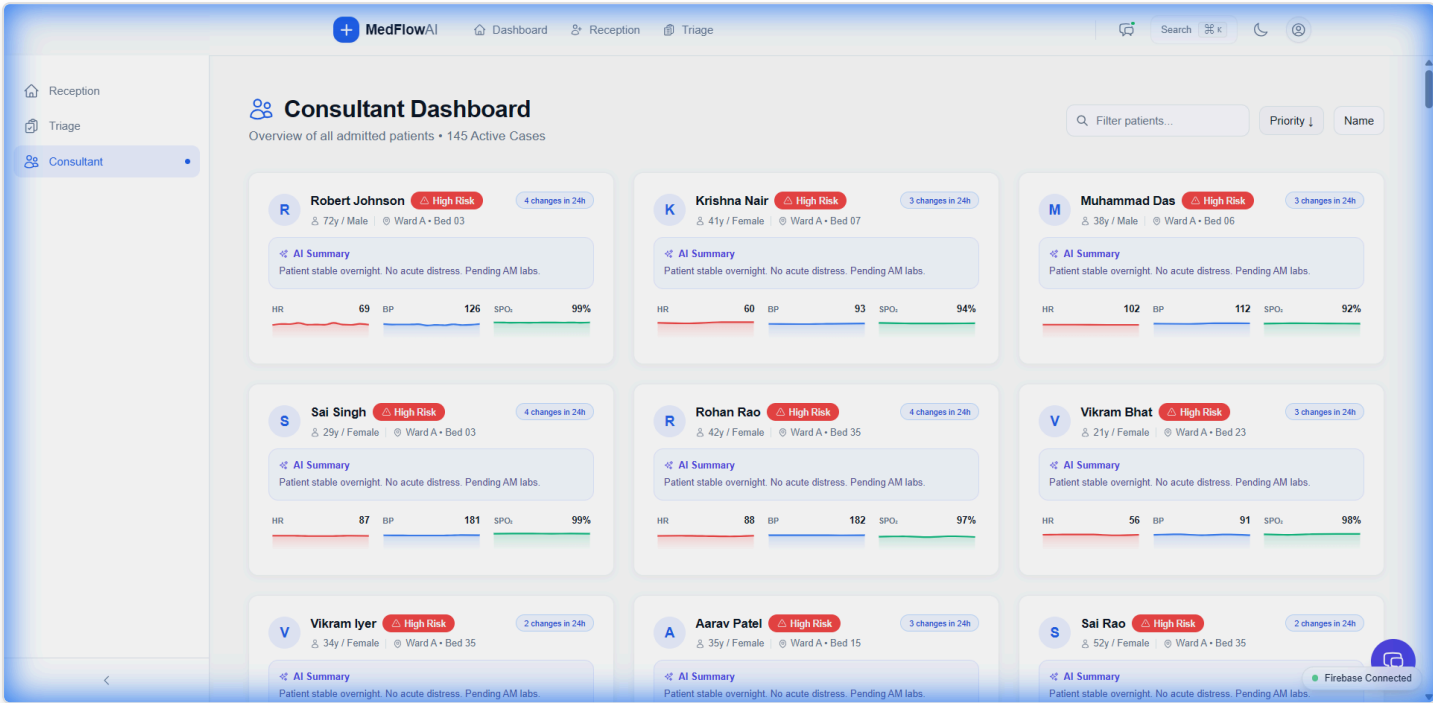 MedFlowAI Dashboard Reception Triage Search ⌘ K
Reception
Triage
Consultant
Consultant Dashboard
Overview of all admitted patients • 145 Active Cases
Filter patients...
Priority ↓
Name
R Robert Johnson High Risk 4 changes in 24h
72y / Male Ward A • Bed 03
AI Summary
Patient stable overnight. No acute distress. Pending AM labs.
HR 69 BP 126 SPO₂ 99%
K Krishna Nair High Risk 3 changes in 24h
41y / Female Ward A • Bed 07
AI Summary
Patient stable overnight. No acute distress. Pending AM labs.
HR 60 BP 93 SPO₂ 94%
M Muhammad Das High Risk 3 changes in 24h
38y / Male Ward A • Bed 06
AI Summary
Patient stable overnight. No acute distress. Pending AM labs.
HR 102 BP 112 SPO₂ 92%
S Sai Singh High Risk 4 changes in 24h
29y / Female Ward A • Bed 03
AI Summary
Patient stable overnight. No acute distress. Pending AM labs.
HR 87 BP 181 SPO₂ 99%
R Rohan Rao High Risk 4 changes in 24h
42y / Female Ward A • Bed 35
AI Summary
Patient stable overnight. No acute distress. Pending AM labs.
HR 88 BP 182 SPO₂ 97%
V Vikram Bhat High Risk 3 changes in 24h
21y / Female Ward A • Bed 23
AI Summary
Patient stable overnight. No acute distress. Pending AM labs.
HR 56 BP 91 SPO₂ 98%
V Vikram Iyer High Risk 2 changes in 24h
34y / Female Ward A • Bed 35
AI Summary
Patient stable overnight. No acute distress. Pending AM labs.
A Aarav Patel High Risk 3 changes in 24h
35y / Female Ward A • Bed 15
AI Summary
Patient stable overnight. No acute distress. Pending AM labs.
S Sai Rao High Risk 2 changes in 24h
52y / Female Ward A • Bed 35
AI Summary
Patient stable overnight. No acute distress. Pending AM labs.
Firebase Connected